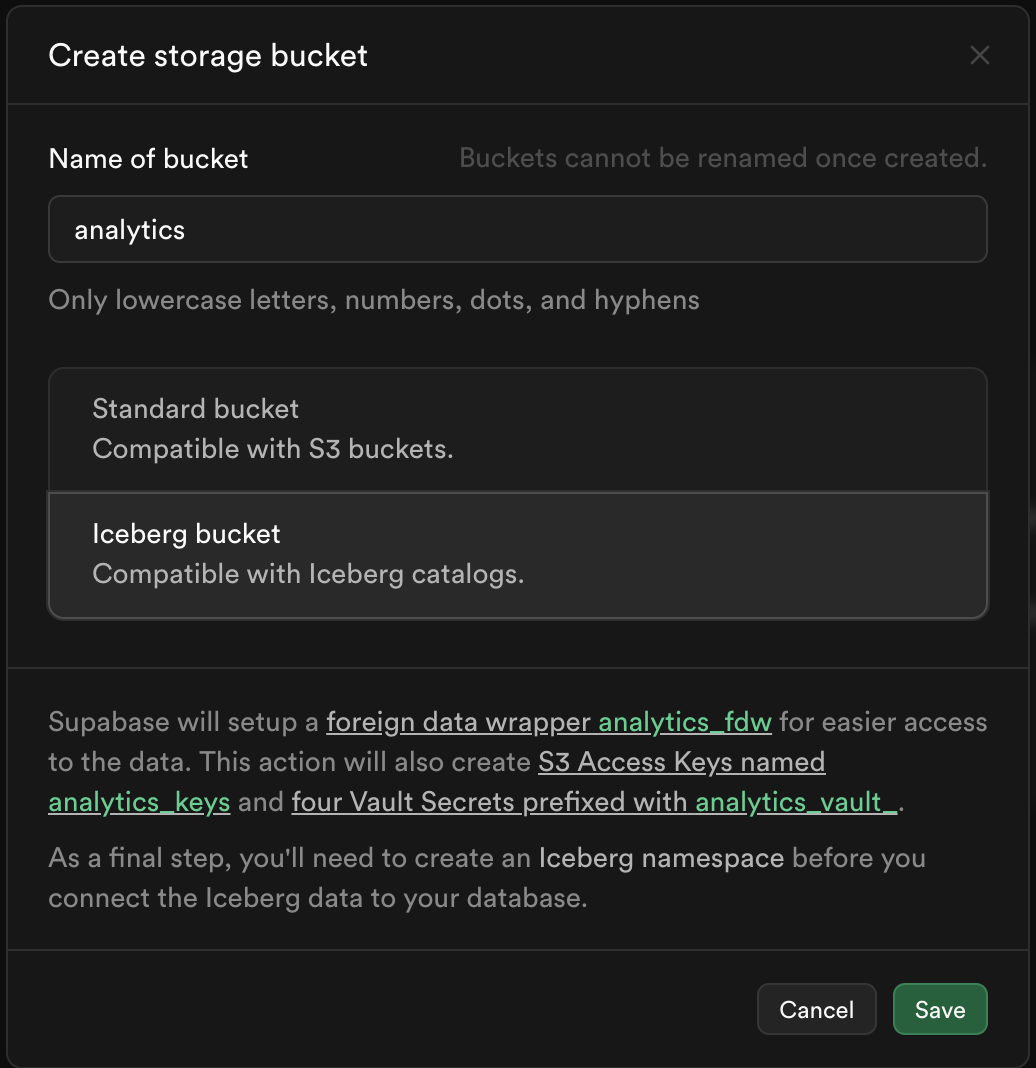 Create storage bucket
Name of bucket
Buckets cannot be renamed once created.
analytics
Only lowercase letters, numbers, dots, and hyphens
Standard bucket
Compatible with S3 buckets.
Iceberg bucket
Compatible with Iceberg catalogs.
Supabase will setup a foreign data wrapper analytics_fdw for easier access
to the data. This action will also create S3 Access Keys named
analytics_keys and four Vault Secrets prefixed with analytics_vault_.
As a final step, you'll need to create an Iceberg namespace before you
connect the Iceberg data to your database.
Cancel
Save